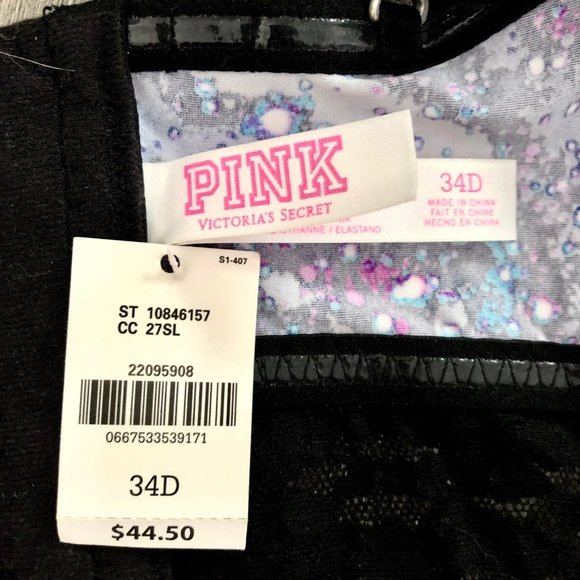 PINK
VICTORIA'S SECRET
34D
MADE IN CHINA
FAIT EN CHINE
HECHO EN CHINA
/ ELASTANG
S1-407
ST 10846157
CC 27SL
22095908
0667533539171
34D
$44.50